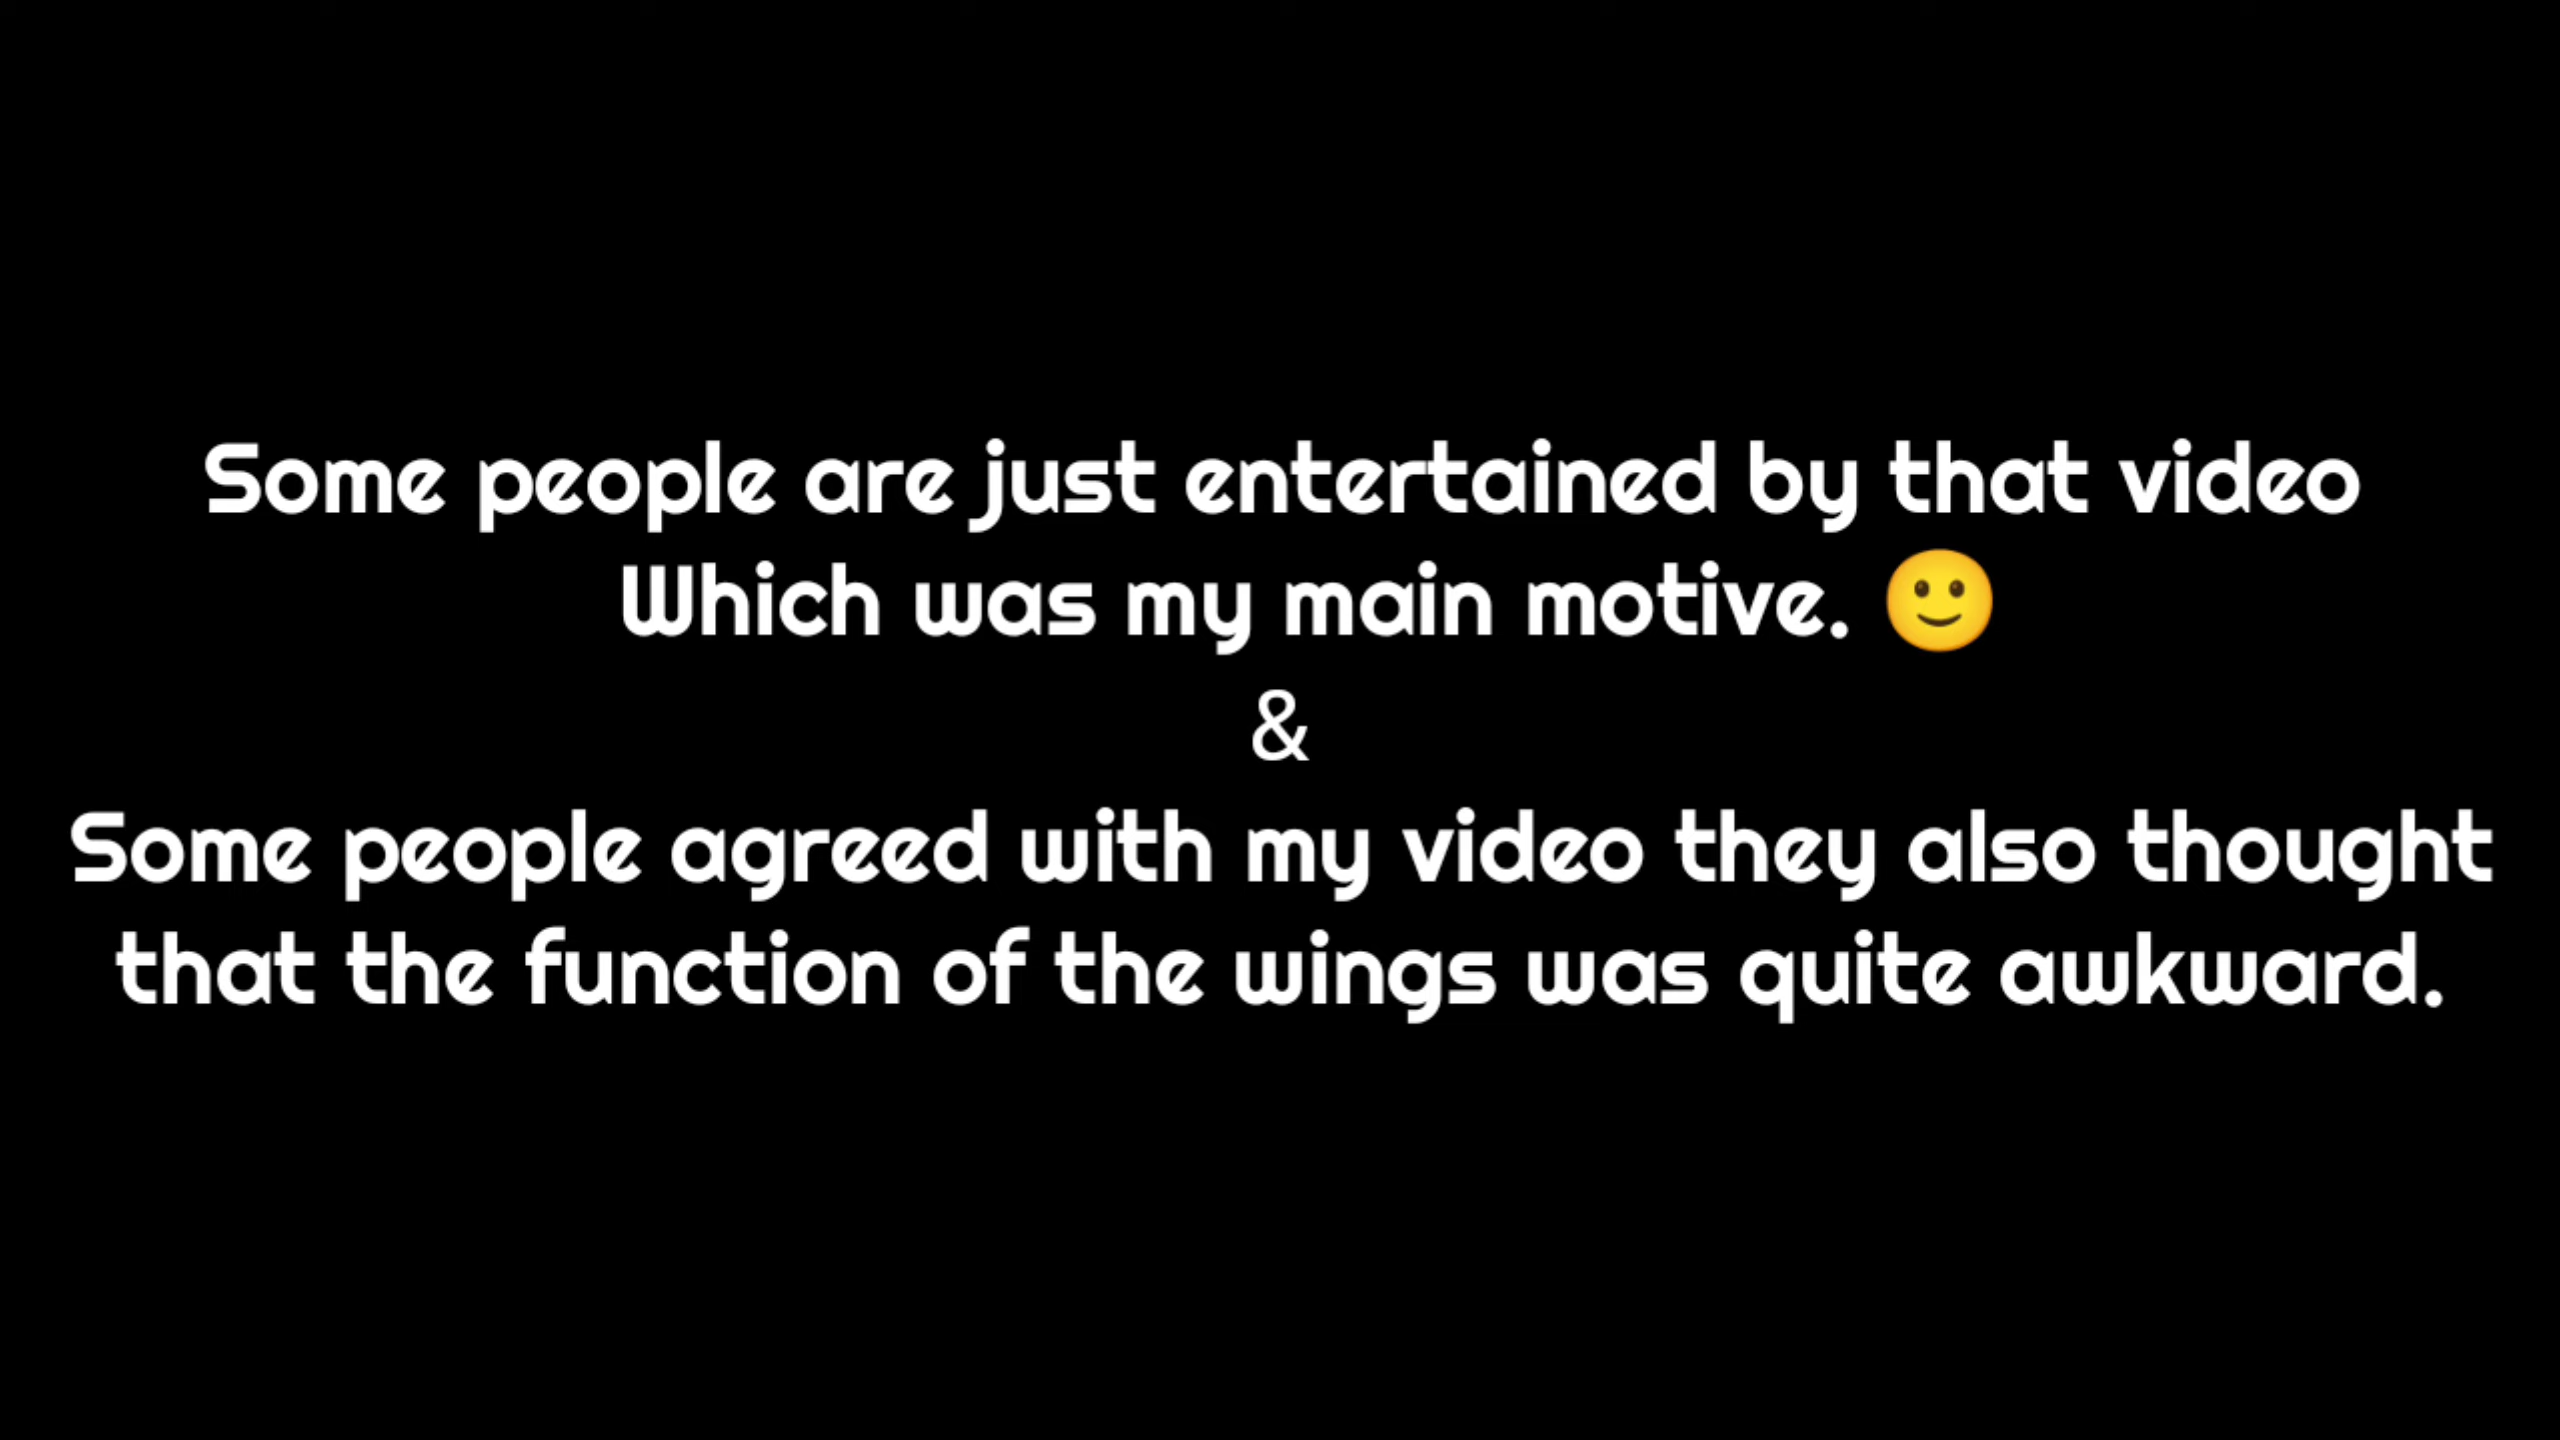 Some people are just entertained by that video
Which was my main motive. 🙂
&
Some people agreed with my video they also thought
that the function of the wings was quite awkward.